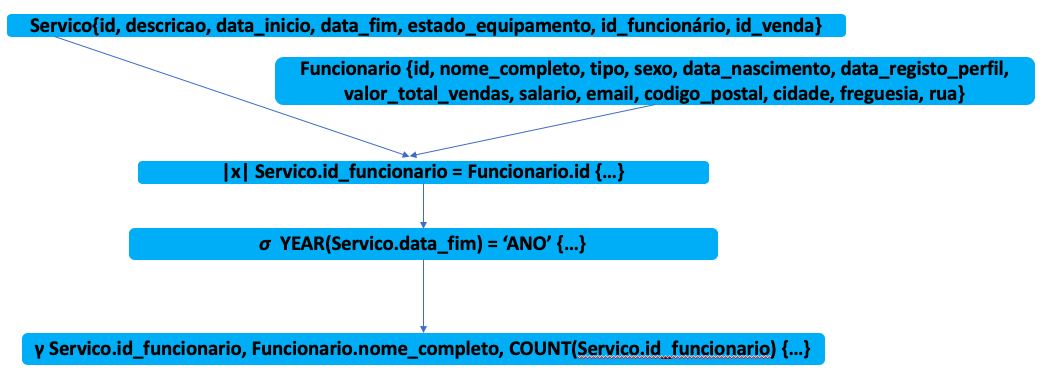 Servico{id, descricao, data_inicio, data_fim, estado_equipamento, id_funcionário, id_venda}
Funcionario {id, nome_completo, tipo, sexo, data_nascimento, data_registo_perfil,
valor_total_vendas, salario, email, codigo_postal, cidade, freguesia, rua}
|x| Servico.id_funcionario = Funcionario.id {...}
σ YEAR(Servico.data_fim) = ‘ANO’ {...}
γ Servico.id_funcionario, Funcionario.nome_completo, COUNT(Servico.id_funcionario) {...}